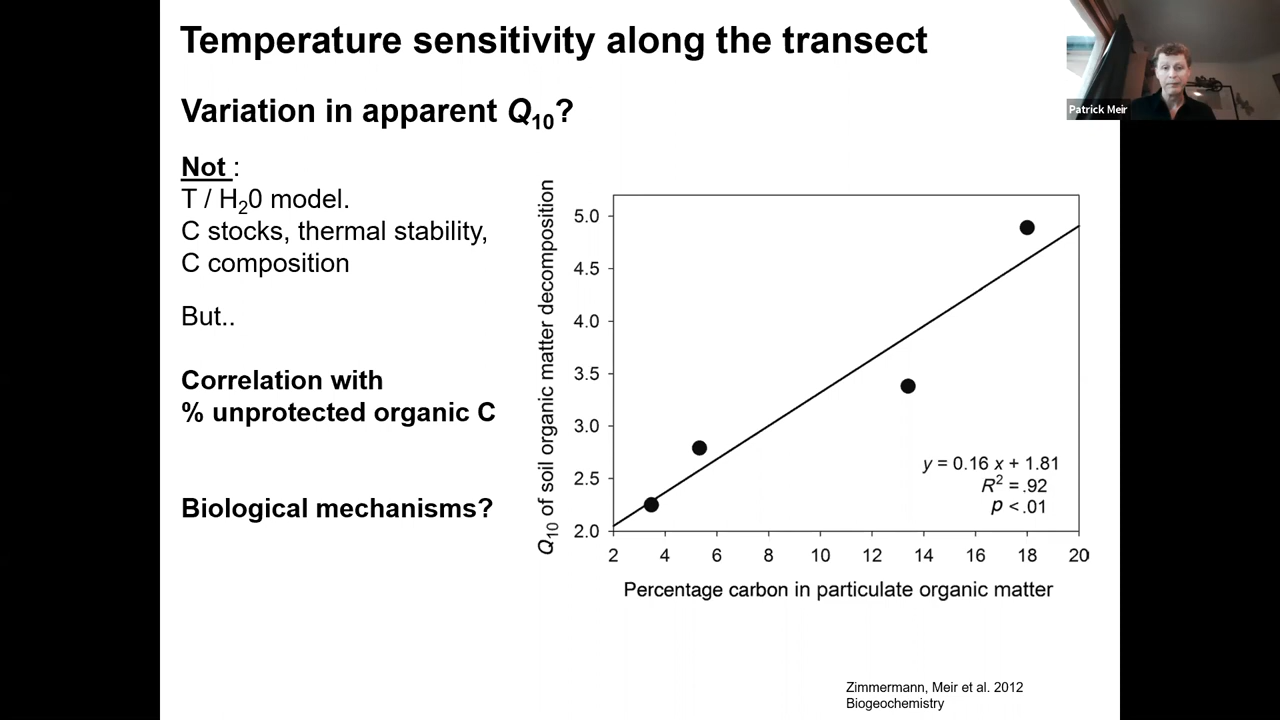 Temperature sensitivity along the transect
Patrick Meir
Variation in apparent Q10?
Not :
T / H20 model.
C stocks, thermal stability,
C composition
But..
Correlation with
% unprotected organic C
Biological mechanisms?
Q10 of soil organic matter decomposition
5.0
4.5
4.0
3.5
3.0
2.5
2.0
y = 0.16 x + 1.81
R2 = .92
p < .01
2 4 6 8 10 12 14 16 18 20
Percentage carbon in particulate organic matter
Zimmermann, Meir et al. 2012
Biogeochemistry